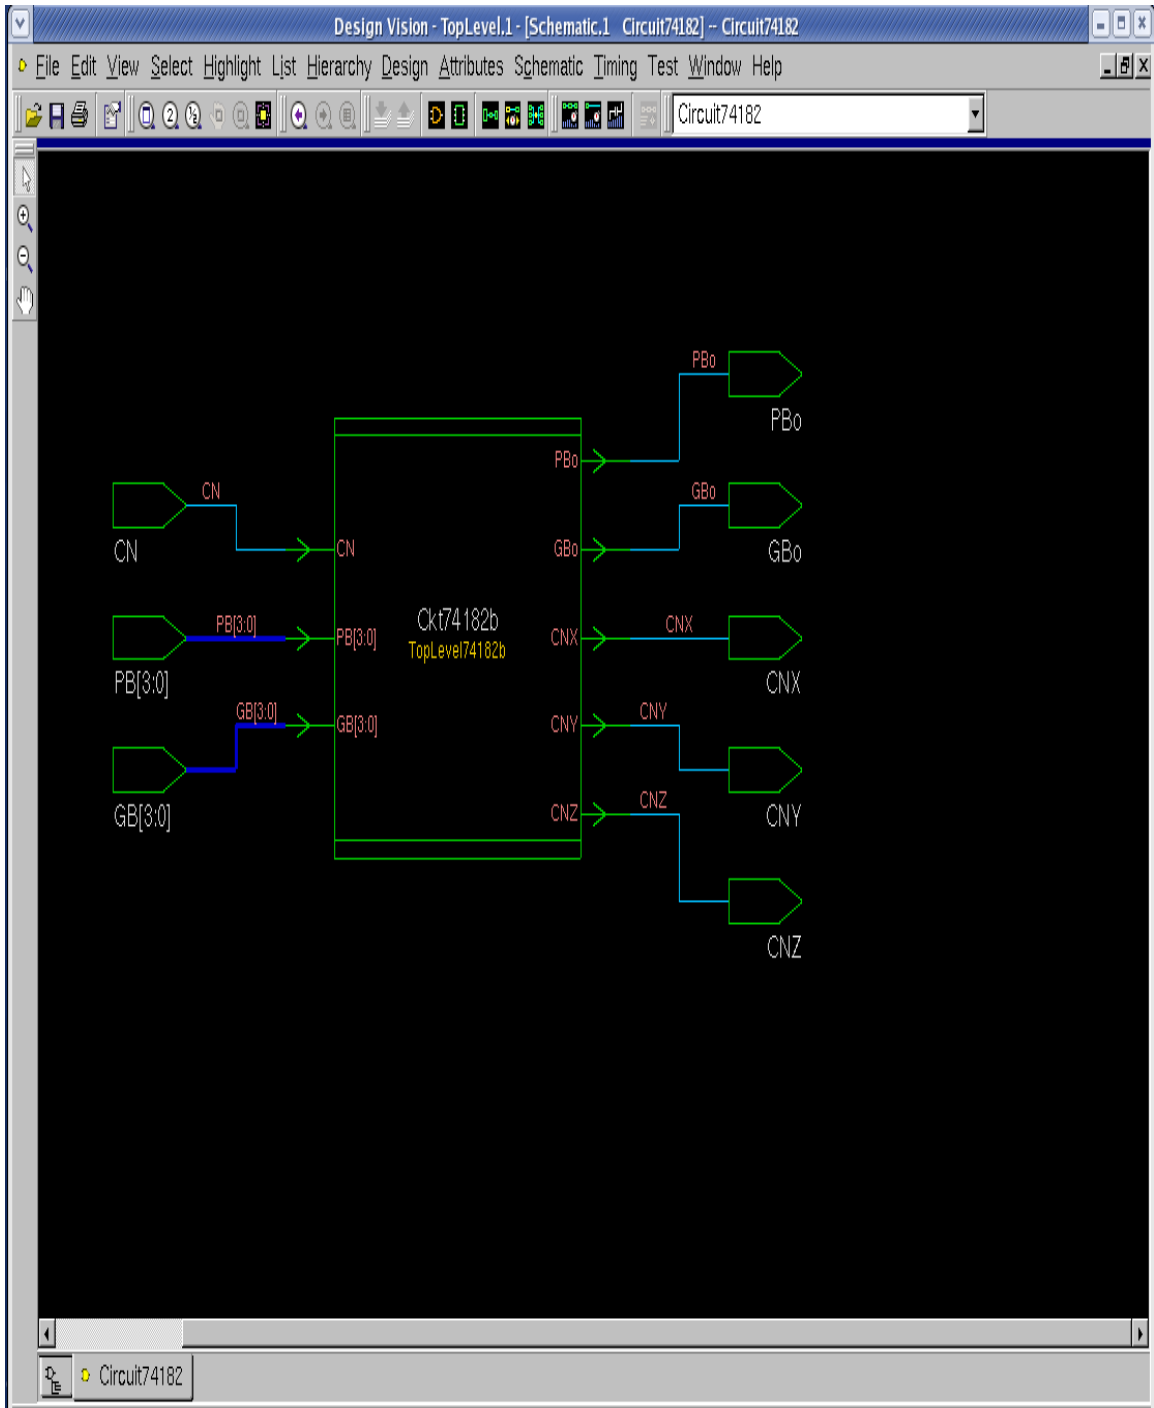 Design Vision - TopLevel.1 - [Schematic.1 Circuit74182] -- Circuit74182
File Edit View Select Highlight List Hierarchy Design Attributes Schematic Timing Test Window Help
Circuit74182
PBo
PBo
PBo
CN
GBo
CN
CN
GBo
GBo
PB[3:0]
PB[3:0]
PB[3:0]
Ckt74182b
TopLevel74182b
CNX
CNX
CNX
GB[3:0]
GB[3:0]
GB[3:0]
CNY
CNY
CNY
CNZ
CNZ
CNZ
Circuit74182